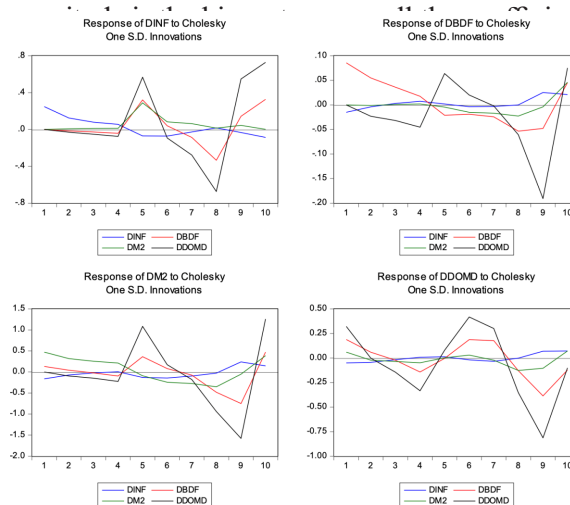 Response of DINF to Cholesky
One S.D. Innovations
.8
.4
.0
-.4
-.8
1 2 3 4 5 6 7 8 9 10
DINF DBDF
DM2 DDOMD
Response of DBDF to Cholesky
One S.D. Innovations
.10
.05
.00
-.05
-.10
-.15
-.20
1 2 3 4 5 6 7 8 9 10
DINF DBDF
DM2 DDOMD
Response of DM2 to Cholesky
One S.D. Innovations
1.5
1.0
0.5
0.0
-0.5
-1.0
-1.5
-2.0
1 2 3 4 5 6 7 8 9 10
DINF DBDF
DM2 DDOMD
Response of DDOMD to Cholesky
One S.D. Innovations
0.50
0.25
0.00
-0.25
-0.50
-0.75
-1.00
1 2 3 4 5 6 7 8 9 10
DINF DBDF
DM2 DDOMD